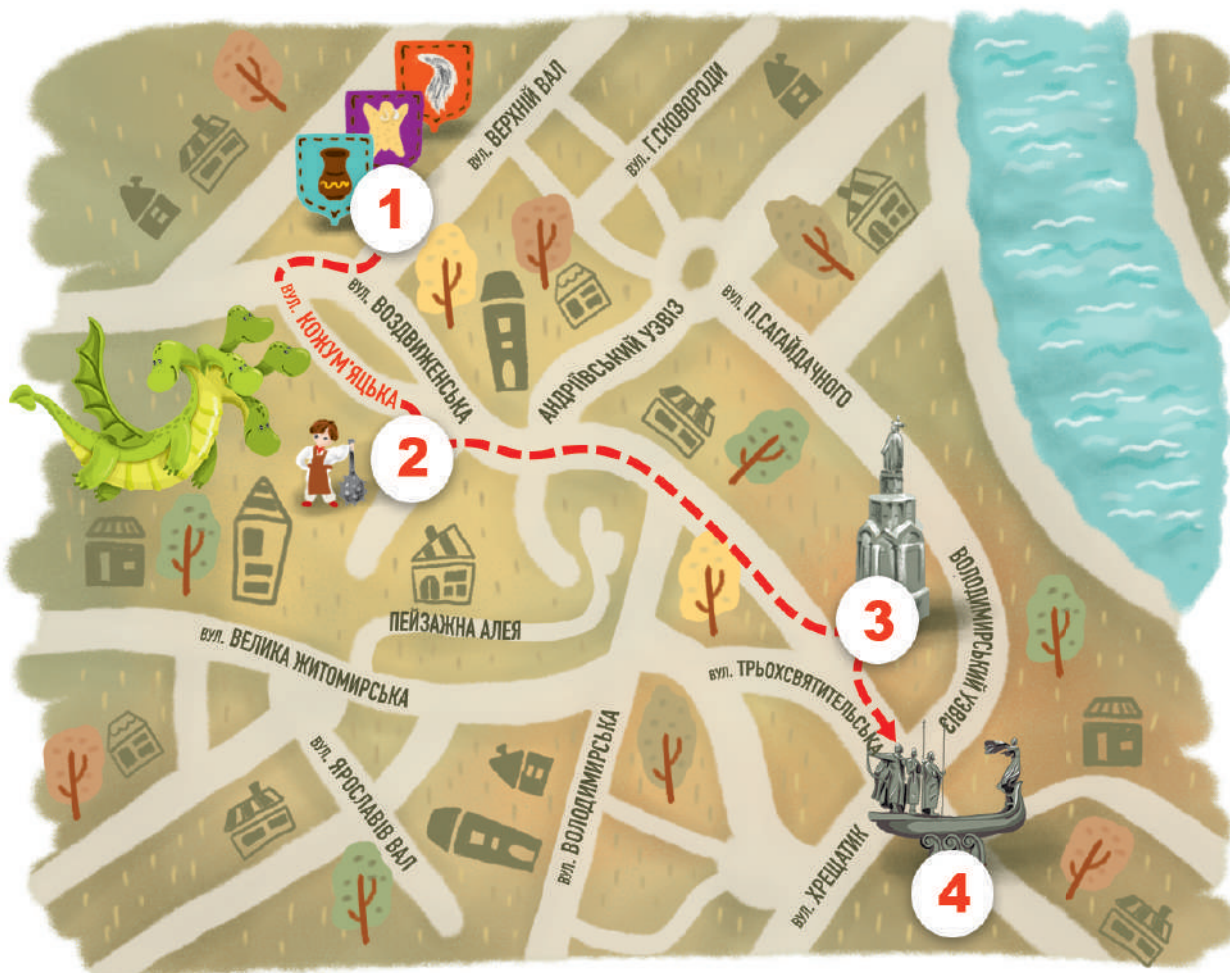 вул. ВЕРХНІЙ ВАЛ
вул. Г.СКОВОРОДИ
1
вул. КОЖУМ'ЯЦЬКА
вул. ВОЗДВИЖЕНСЬКА
АНДРІЇВСЬКИЙ УЗВІЗ
вул. П.САГАЙДАЧНОГО
2
3
ВОЛОДИМИРСЬКИЙ УЗВІЗ
ПЕЙЗАЖНА АЛЕЯ
вул. ВЕЛИКА ЖИТОМИРСЬКА
вул. ТРЬОХСВЯТИТЕЛЬСЬКА
вул. ЯРОСЛАВІВ ВАЛ
вул. ВОЛОДИМИРСЬКА
вул. ХРЕЩАТИК
4